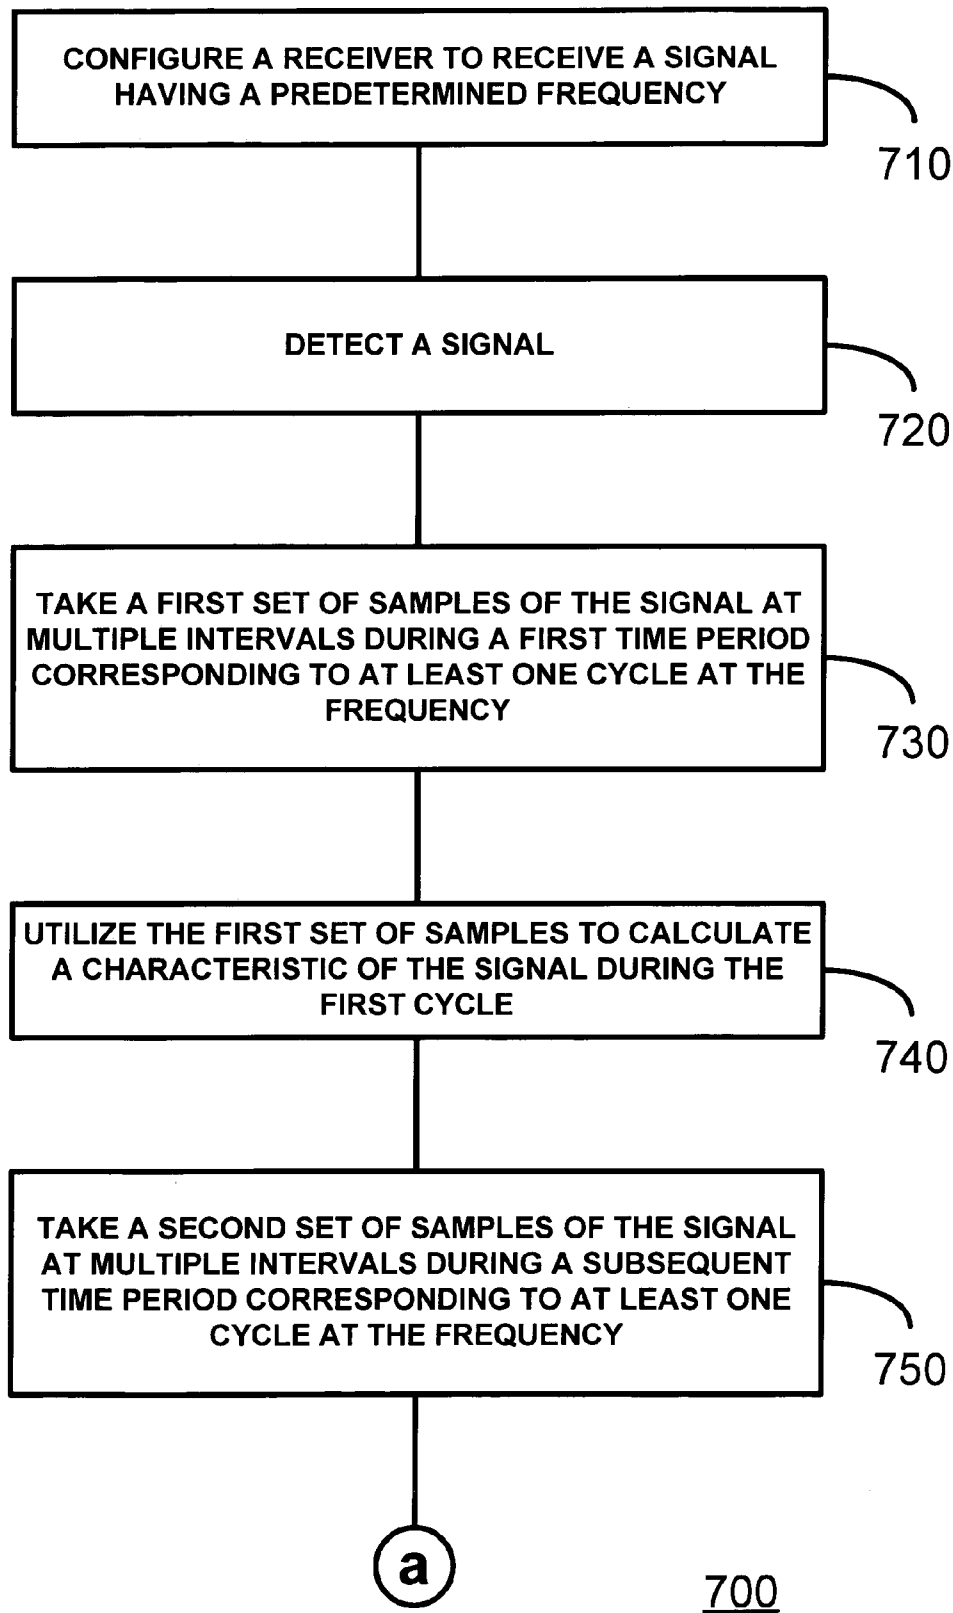 CONFIGURE A RECEIVER TO RECEIVE A SIGNAL
HAVING A PREDETERMINED FREQUENCY
710
DETECT A SIGNAL
720
TAKE A FIRST SET OF SAMPLES OF THE SIGNAL AT
MULTIPLE INTERVALS DURING A FIRST TIME PERIOD
CORRESPONDING TO AT LEAST ONE CYCLE AT THE
FREQUENCY
730
UTILIZE THE FIRST SET OF SAMPLES TO CALCULATE
A CHARACTERISTIC OF THE SIGNAL DURING THE
FIRST CYCLE
740
TAKE A SECOND SET OF SAMPLES OF THE SIGNAL
AT MULTIPLE INTERVALS DURING A SUBSEQUENT
TIME PERIOD CORRESPONDING TO AT LEAST ONE
CYCLE AT THE FREQUENCY
750
a
700